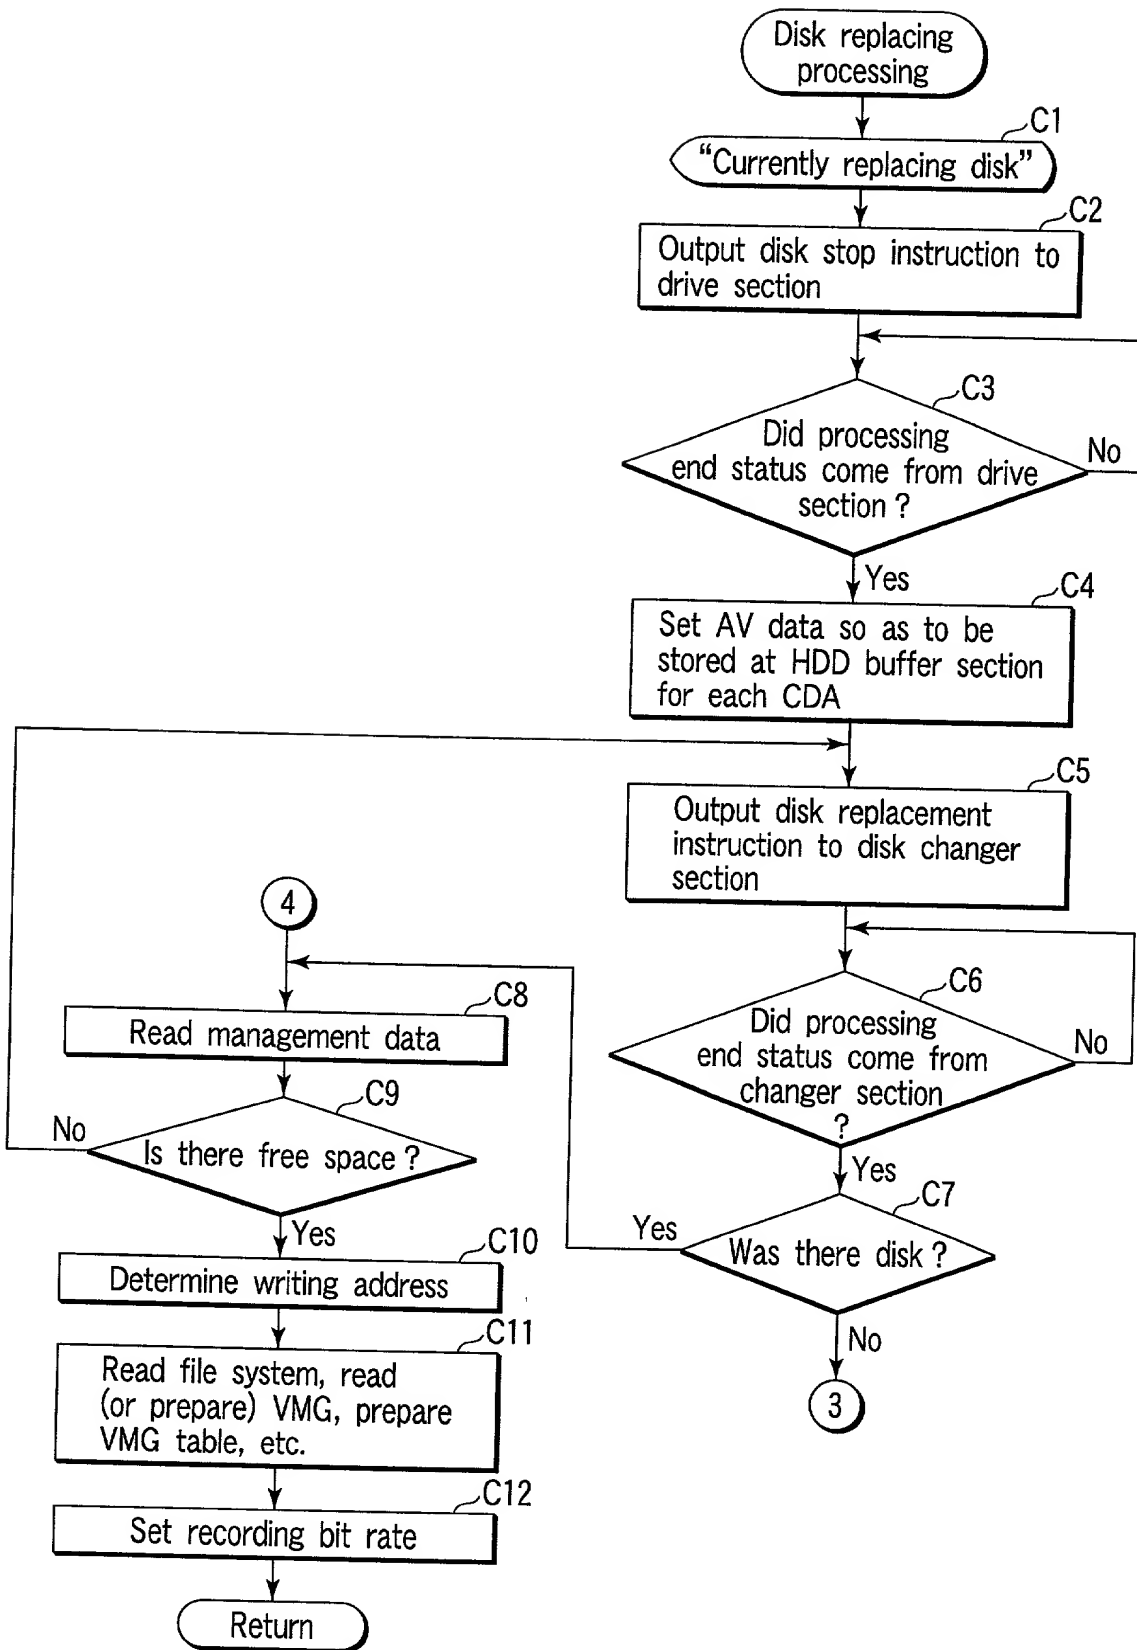 Disk replacing
processing
C1
“Currently replacing disk”
C2
Output disk stop instruction to
drive section
C3
Did processing
end status come from drive
section ?
No
Yes
C4
Set AV data so as to be
stored at HDD buffer section
for each CDA
C5
Output disk replacement
instruction to disk changer
section
C6
Did processing
end status come from
changer section
?
No
Yes
C7
Was there disk ?
Yes
No
3
4
C8
Read management data
C9
Is there free space ?
No
Yes
C10
Determine writing address
C11
Read file system, read
(or prepare) VMG, prepare
VMG table, etc.
C12
Set recording bit rate
Return